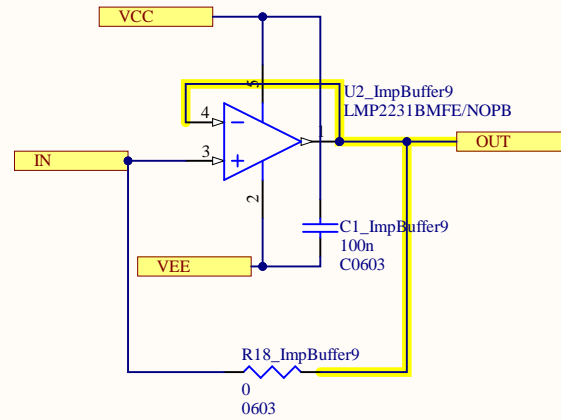 VCC
5
U2_ImpBuffer9
LMP2231BMFE/NOPB
4
1
OUT
IN
3
2
C1_ImpBuffer9
100n
C0603
VEE
R18_ImpBuffer9
0
0603